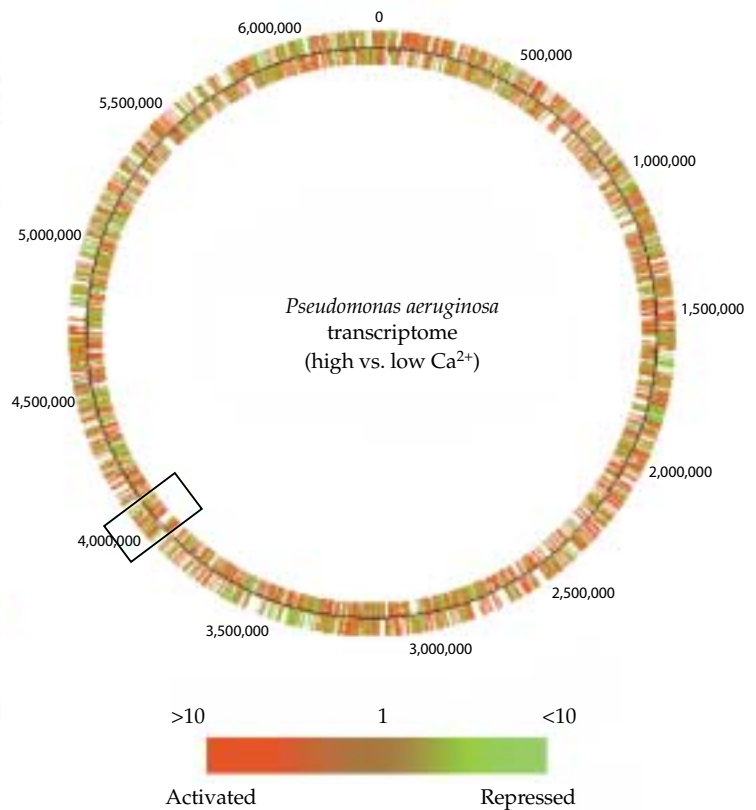 0
500,000
1,000,000
1,500,000
2,000,000
2,500,000
3,000,000
3,500,000
4,000,000
4,500,000
5,000,000
5,500,000
6,000,000
Pseudomonas aeruginosa
transcriptome
(high vs. low Ca²⁺)
>10 1 <10
Activated Repressed